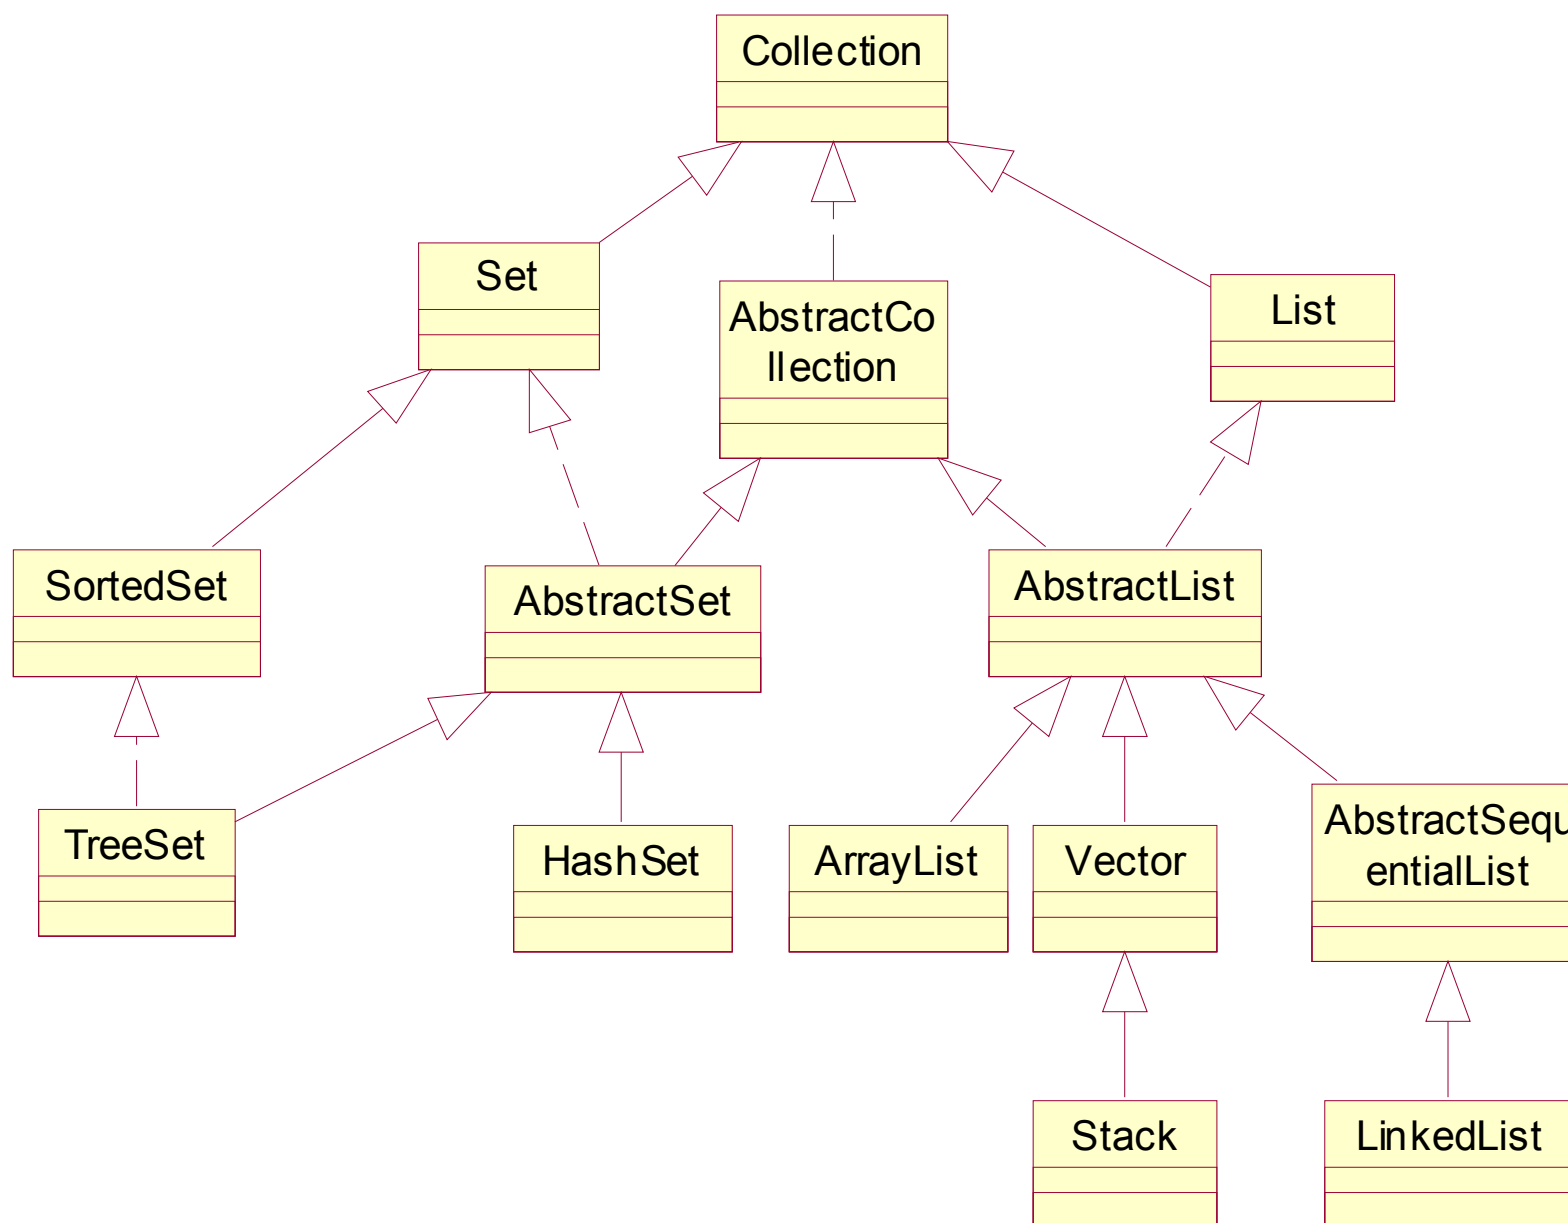 Collection
Set
AbstractCo
llection
List
SortedSet
AbstractSet
AbstractList
TreeSet
HashSet
ArrayList
Vector
AbstractSequ
entialList
Stack
LinkedList